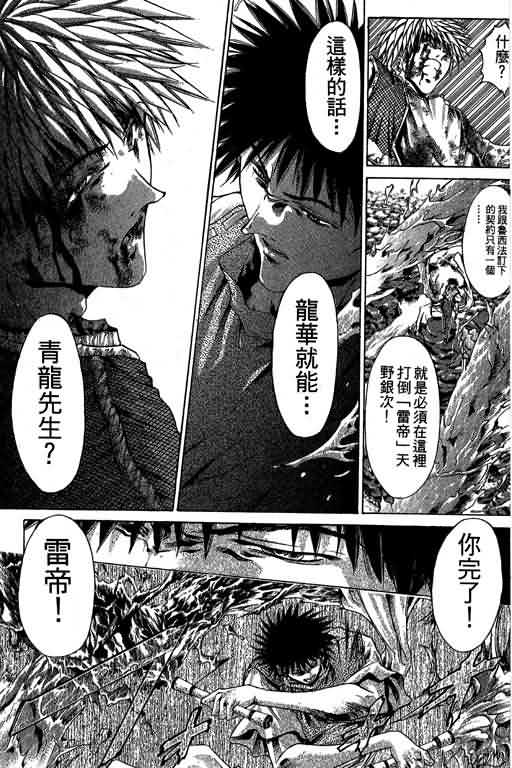 什麼?
我跟魯西法訂下
的契約只有一個
……
就是必須在這裡
打倒「雷帝」天
野銀次!
這樣的話…
龍華就能…
青龍先生?
你完了!
雷帝!